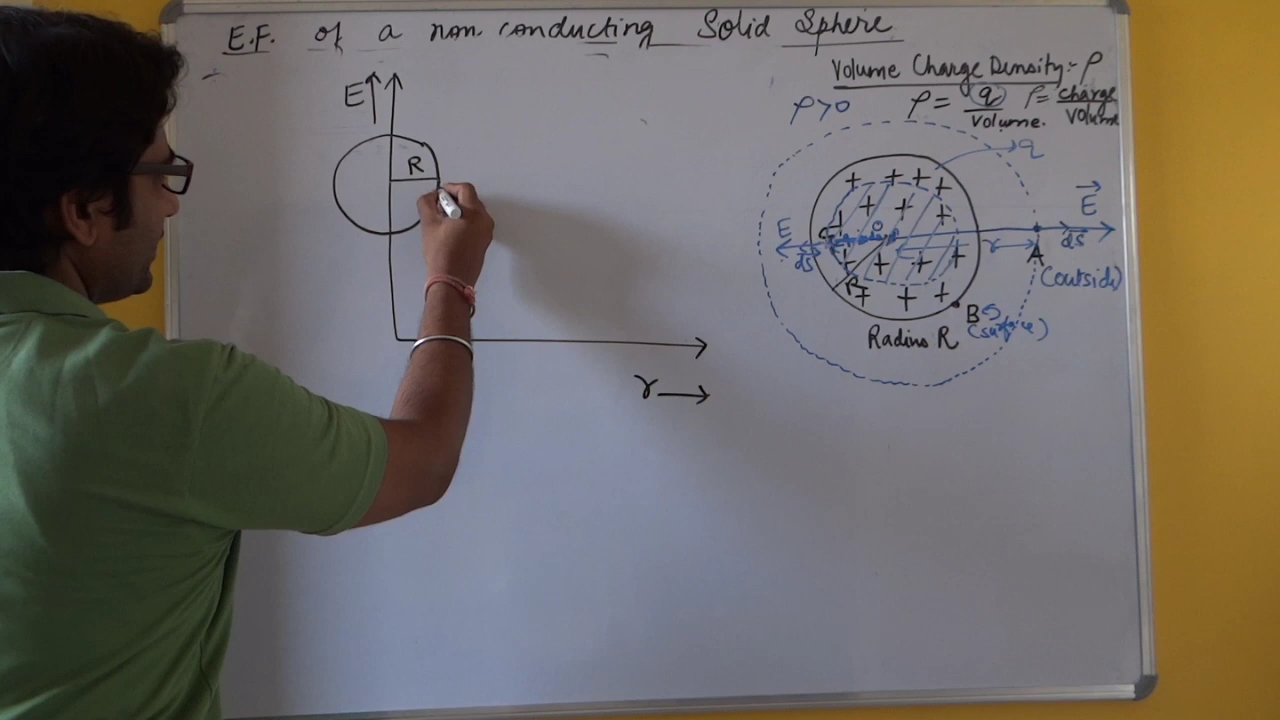 E.F. of a non conducting Solid Sphere
Volume Charge Density:- ρ
ρ>0 ρ = q/Volume. ρ = charge/Volume
E
R
r
q
E
ds
E
ds
r
A
(outside)
C
O
R
B
(surface)
Radius R
+ + + +
+ + + +
+ + + +
+ + +